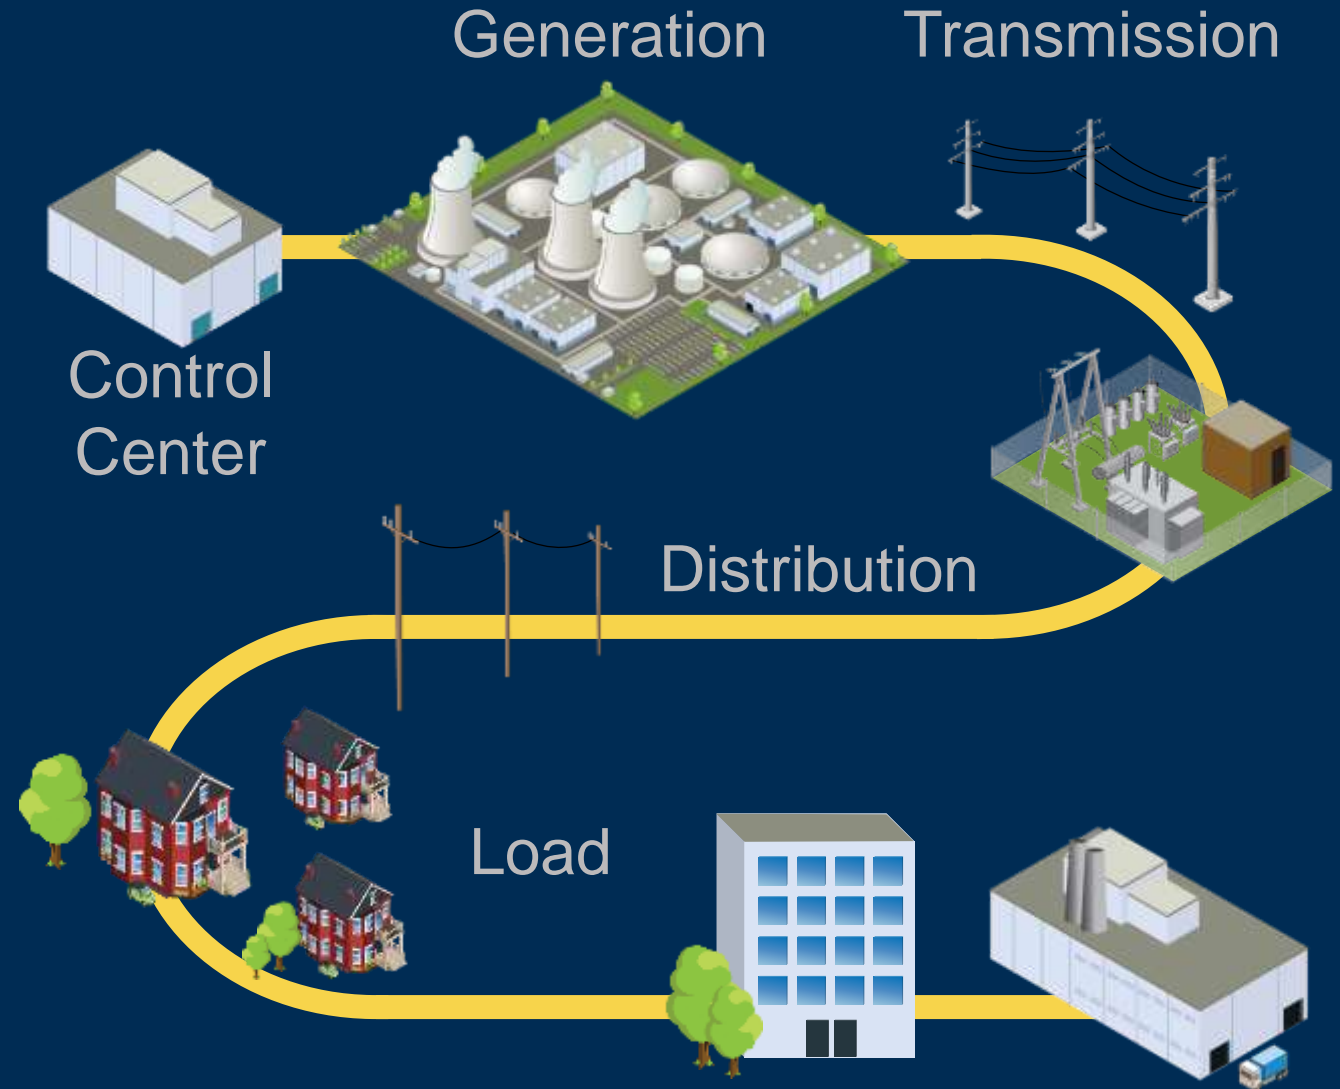 Generation
Transmission
Control
Center
Distribution
Load